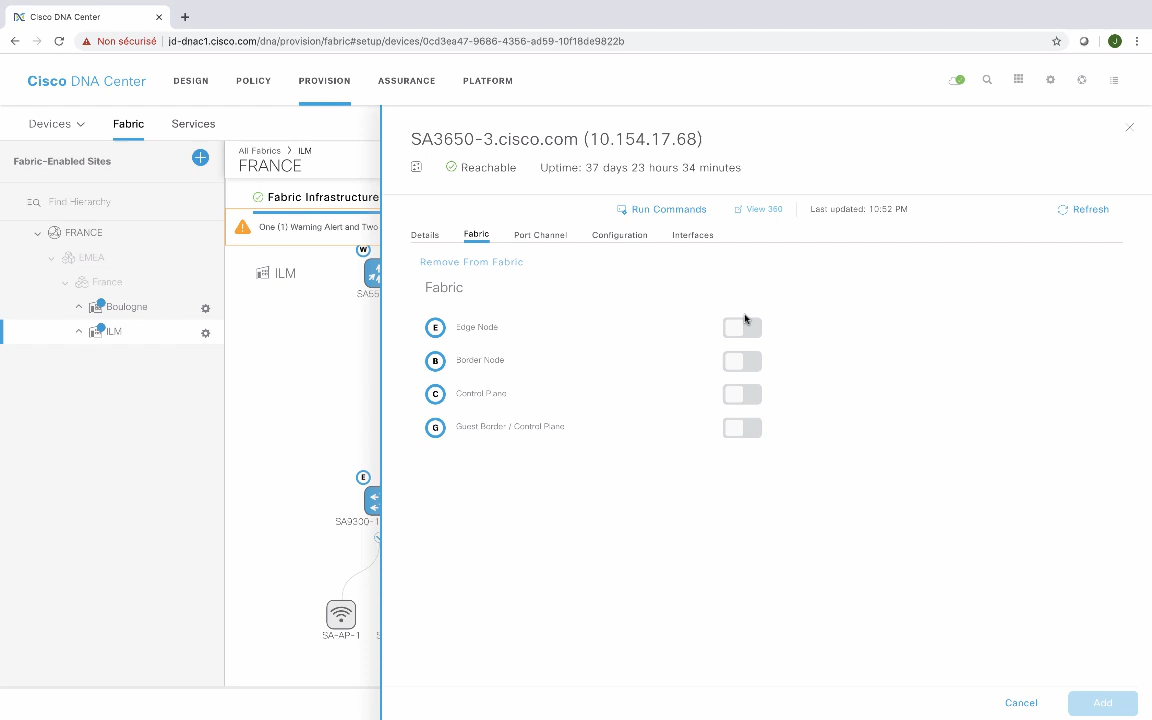 Cisco DNA Center
Non sécurisé
jd-dnac1.cisco.com/dna/provision/fabric#setup/devices/0cd3ea47-9686-4356-ad59-10f18de9822b
J
Cisco DNA Center
DESIGN
POLICY
PROVISION
ASSURANCE
PLATFORM
Devices
Fabric
Services
Fabric-Enabled Sites
Find Hierarchy
FRANCE
EMEA
France
Boulogne
ILM
All Fabrics > ILM
FRANCE
Fabric Infrastructure
One (1) Warning Alert and Two
ILM
W
SA55
E
SA9300-1
SA-AP-1
S
SA3650-3.cisco.com (10.154.17.68)
Reachable
Uptime: 37 days 23 hours 34 minutes
Run Commands
View 360
Last updated: 10:52 PM
Refresh
Details
Fabric
Port Channel
Configuration
Interfaces
Remove From Fabric
Fabric
E Edge Node
B Border Node
C Control Plane
G Guest Border / Control Plane
Cancel
Add